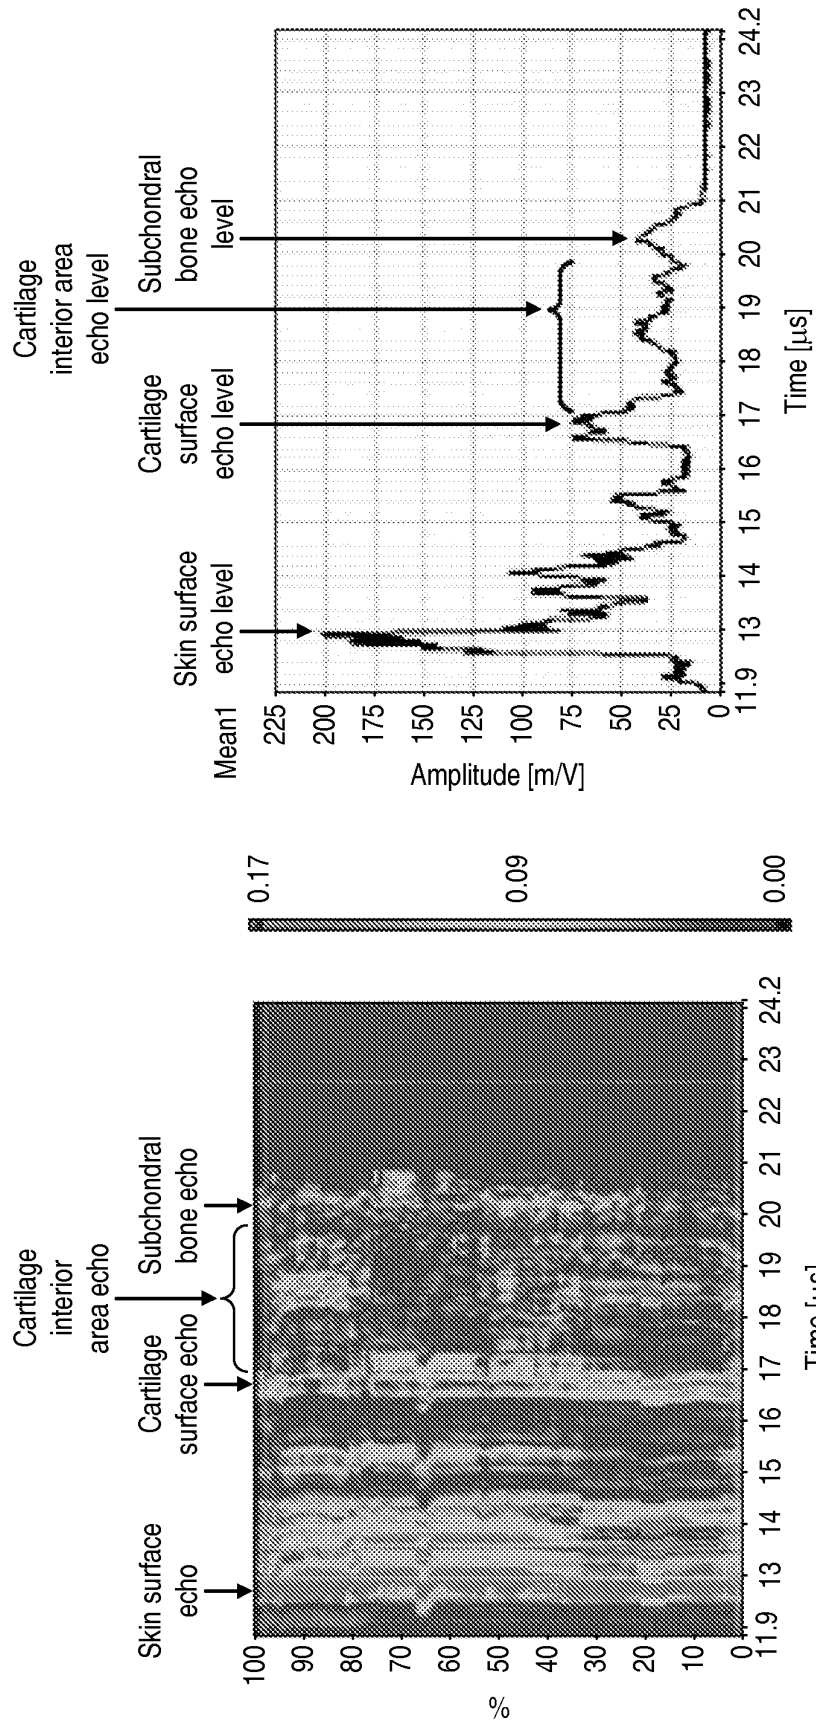 Skin surface
echo
Cartilage
surface echo
Cartilage
interior
area echo
Subchondral
bone echo
100
90
80
70
60
50
40
30
20
10
0
%
11.9
13
14
15
16
17
18
19
20
21
22
23
24.2
Time [µs]
0.17
0.09
0.00
Mean1
Skin surface
echo level
Cartilage
surface
echo level
Cartilage
interior area
echo level
Subchondral
bone echo
level
225
200
175
150
125
100
75
50
25
0
Amplitude [m/V]
11.9
13
14
15
16
17
18
19
20
21
22
23
24.2
Time [µs]